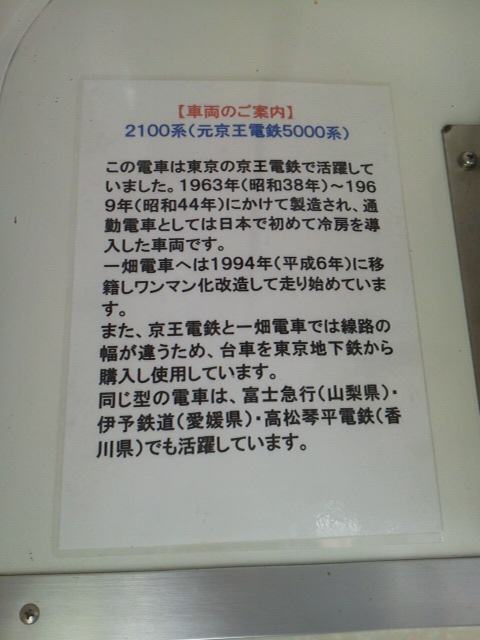 【車両のご案内】
2100系(元京王電鉄5000系)
この電車は東京の京王電鉄で活躍して
いました。1963年(昭和38年)～196
9年(昭和44年)にかけて製造され、通
勤電車としては日本で初めて冷房を導
入した車両です。
一畑電車へは1994年(平成6年)に移
籍しワンマン化改造して走り始めていま
す。
また、京王電鉄と一畑電車では線路の
幅が違うため、台車を東京地下鉄から
購入し使用しています。
同じ型の電車は、富士急行(山梨県)・
伊予鉄道(愛媛県)・高松琴平電鉄(香
川県)でも活躍しています。